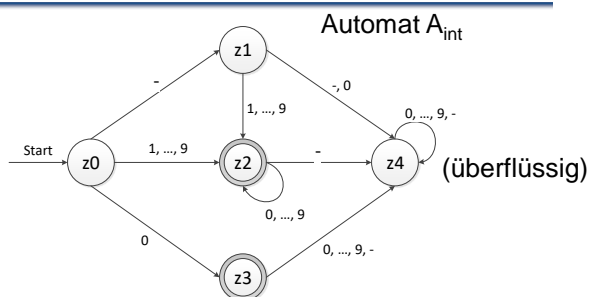 Automat A_int
z1
-
-, 0
1, ..., 9
0, ..., 9, -
Start
z0
1, ..., 9
z2
-
z4
(überflüssig)
0, ..., 9
0
0, ..., 9, -
z3